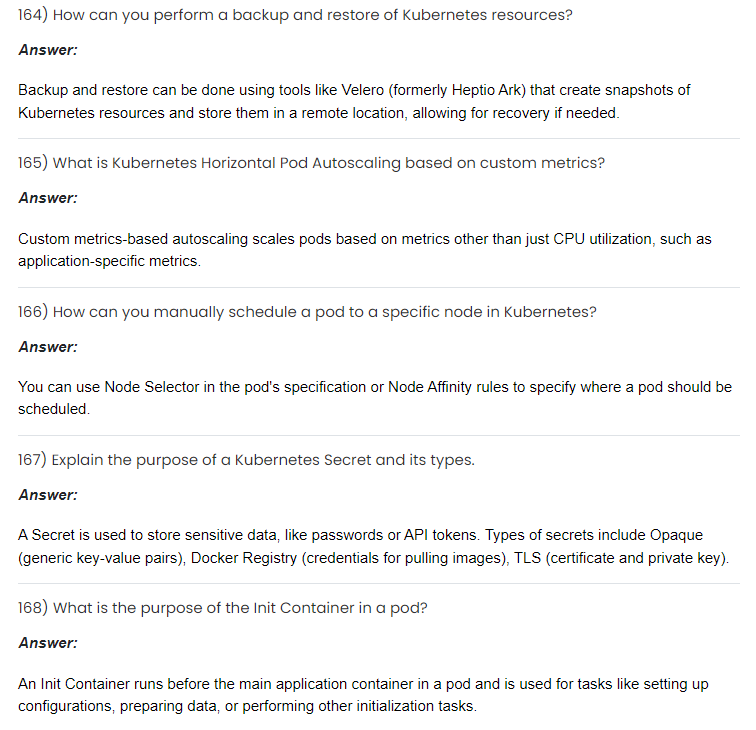 164) How can you perform a backup and restore of Kubernetes resources?
Answer:
Backup and restore can be done using tools like Velero (formerly Heptio Ark) that create snapshots of
Kubernetes resources and store them in a remote location, allowing for recovery if needed.
165) What is Kubernetes Horizontal Pod Autoscaling based on custom metrics?
Answer:
Custom metrics-based autoscaling scales pods based on metrics other than just CPU utilization, such as
application-specific metrics.
166) How can you manually schedule a pod to a specific node in Kubernetes?
Answer:
You can use Node Selector in the pod's specification or Node Affinity rules to specify where a pod should be
scheduled.
167) Explain the purpose of a Kubernetes Secret and its types.
Answer:
A Secret is used to store sensitive data, like passwords or API tokens. Types of secrets include Opaque
(generic key-value pairs), Docker Registry (credentials for pulling images), TLS (certificate and private key).
168) What is the purpose of the Init Container in a pod?
Answer:
An Init Container runs before the main application container in a pod and is used for tasks like setting up
configurations, preparing data, or performing other initialization tasks.